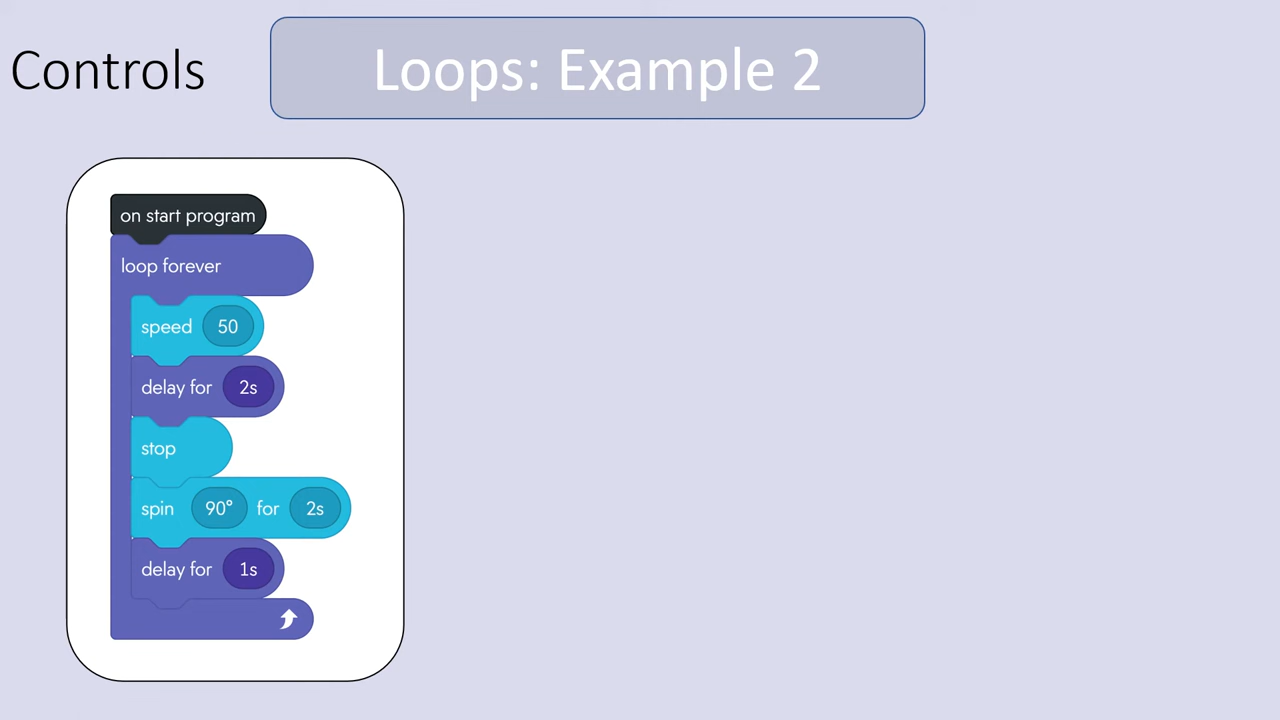 Controls
Loops: Example 2
on start program
loop forever
speed 50
delay for 2s
stop
spin 90° for 2s
delay for 1s